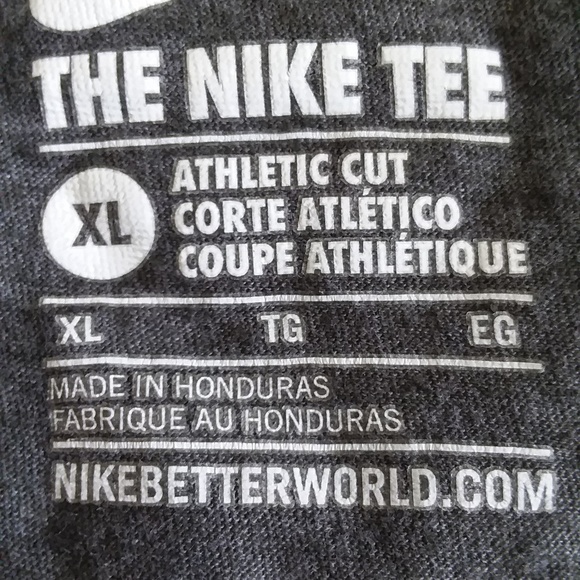 THE NIKE TEE
XL
ATHLETIC CUT
CORTE ATLÉTICO
COUPE ATHLÉTIQUE
XL TG EG
MADE IN HONDURAS
FABRIQUE AU HONDURAS
NIKEBETTERWORLD.COM